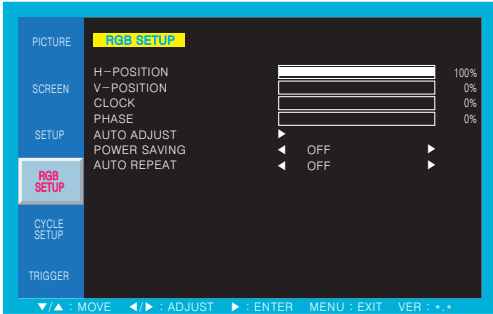 PICTURE
SCREEN
SETUP
RGB
SETUP
CYCLE
SETUP
TRIGGER
RGB SETUP
H-POSITION 100%
V-POSITION 0%
CLOCK 0%
PHASE 0%
AUTO ADJUST ▶
POWER SAVING ◀ OFF ▶
AUTO REPEAT ◀ OFF ▶
▼/▲ : MOVE ◀/▶ : ADJUST ▶ : ENTER MENU : EXIT VER : *.*